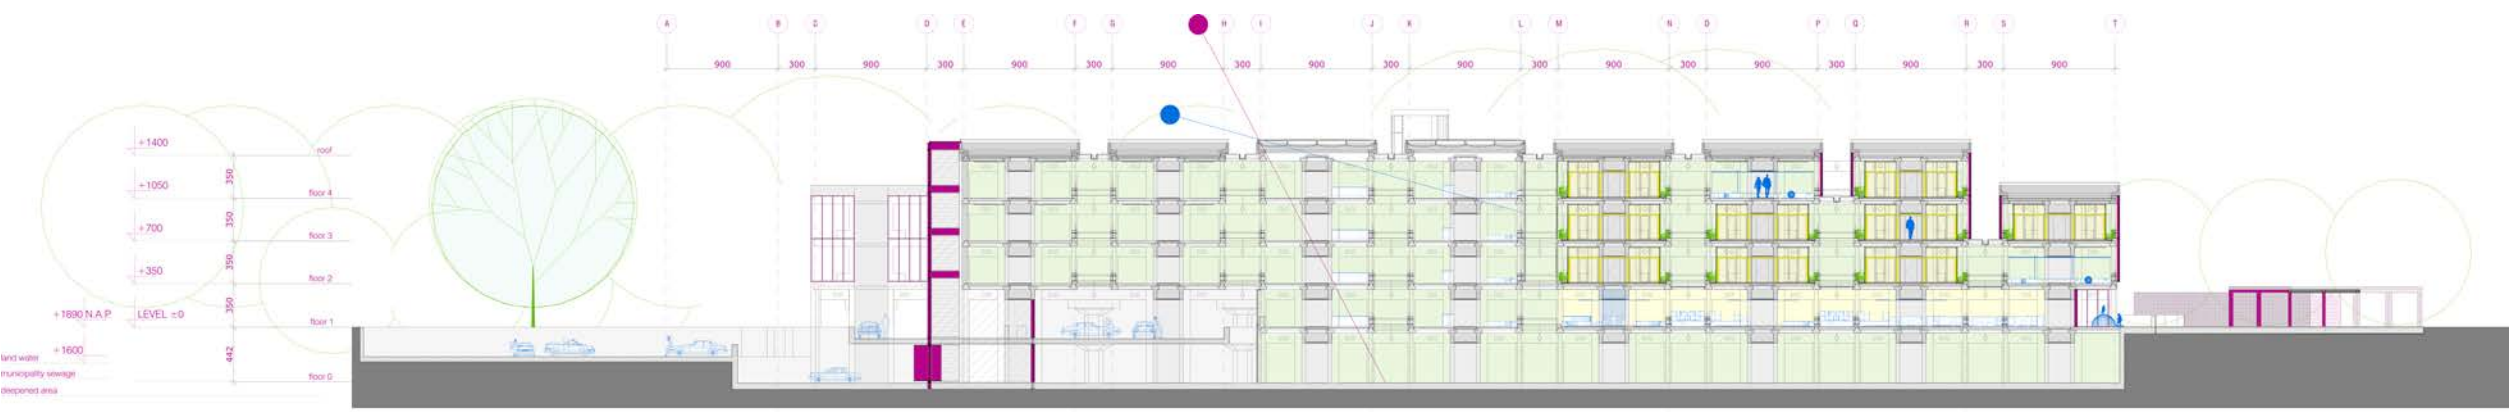 A B C D E F G H I J K L M N O P Q R S T
900 300 900 300 900 300 900 300 900 300 900 300 900 300 900 300 900 300 900
+1400 roof
350
+1050 floor 4
350
+700 floor 3
350
+350 floor 2
350
+1890 N.A.P. LEVEL ±0 floor 1
+1600 442
land water
municipality sewage floor 0
deepened area